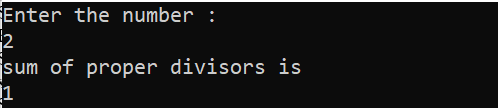 Enter the number :
2
sum of proper divisors is
1